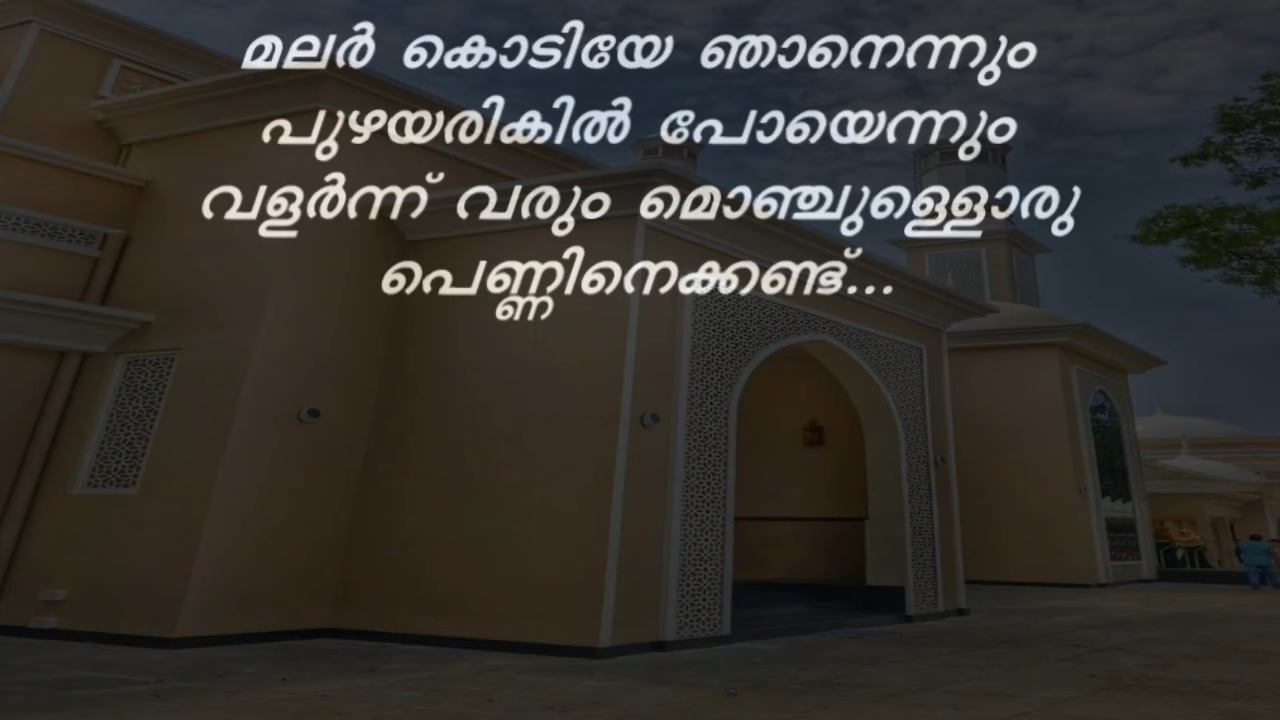 മലർ കൊടിയേ ഞാനെന്നും
പുഴയരികിൽ പോയെന്നും
വളർന്ന് വരും മൊഞ്ചുള്ളൊരു
പെണ്ണിനെക്കണ്ട്...